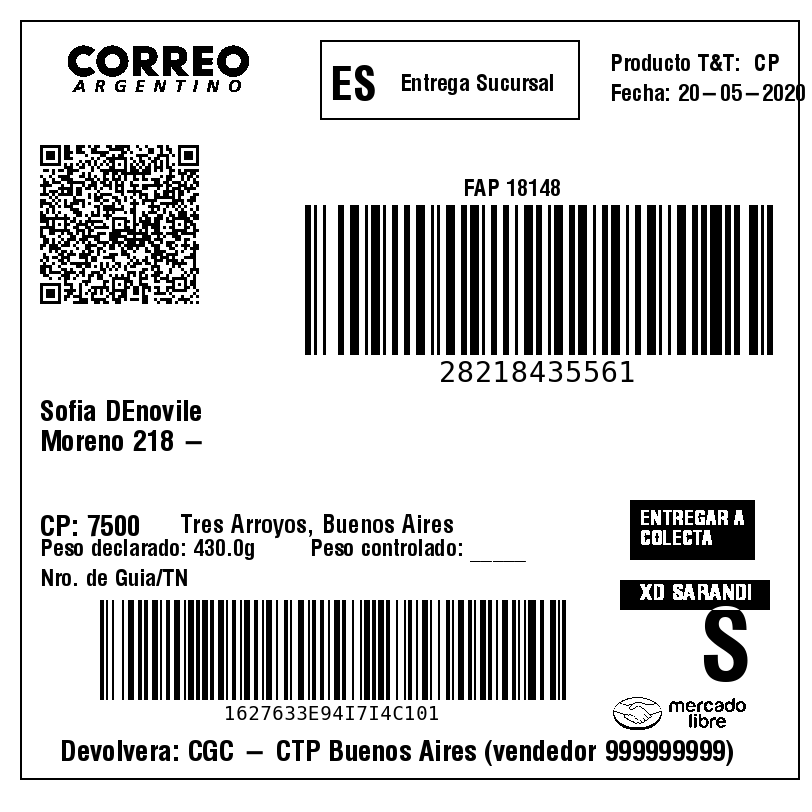 CORREO
ARGENTINO
ES Entrega Sucursal
Producto T&T: CP
Fecha: 20-05-2020
FAP 18148
28218435561
Sofia DEnovile
Moreno 218 -
CP: 7500 Tres Arroyos, Buenos Aires
Peso declarado: 430.0g Peso controlado: _____
Nro. de Guia/TN
ENTREGAR A
COLECTA
XD SARANDI
S
1627633E94I7I4C101
mercado
libre
Devolvera: CGC - CTP Buenos Aires (vendedor 999999999)